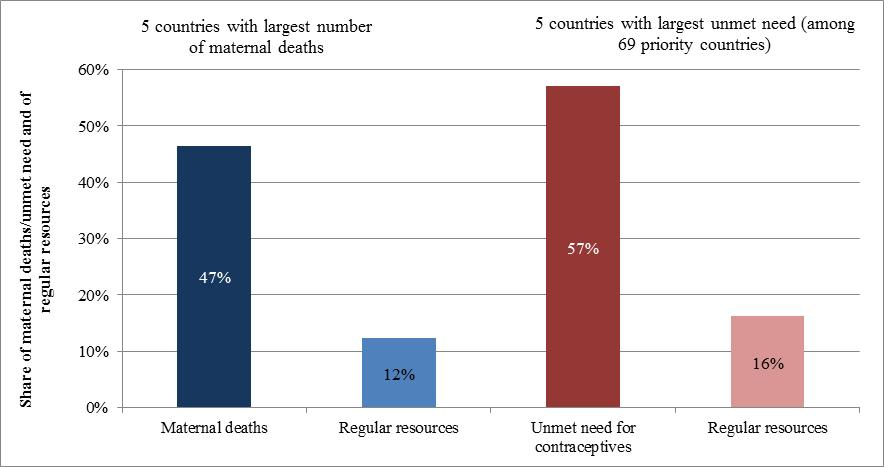 5 countries with largest number
of maternal deaths
5 countries with largest unmet need (among
69 priority countries)
Share of maternal deaths/unmet need and of
regular resources
60%
50%
40%
30%
20%
10%
0%
47%
12%
57%
16%
Maternal deaths
Regular resources
Unmet need for
contraceptives
Regular resources